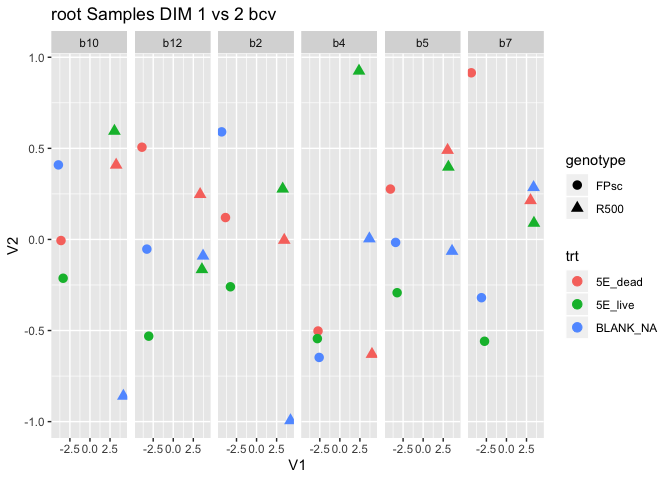 root Samples DIM 1 vs 2 bcv
b10 b12 b2 b4 b5 b7
1.0
0.5
0.0
-0.5
-1.0
V2
-2.5 0.0 2.5 -2.5 0.0 2.5 -2.5 0.0 2.5 -2.5 0.0 2.5 -2.5 0.0 2.5 -2.5 0.0 2.5
V1
genotype
FPsc
R500
trt
5E_dead
5E_live
BLANK_NA